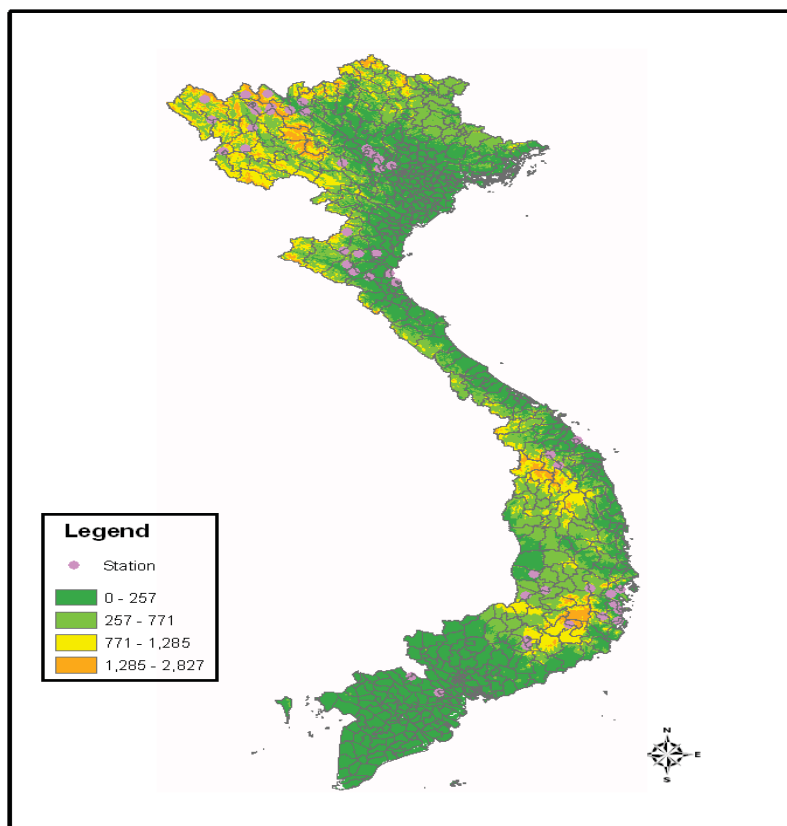 Legend
Station
0 - 257
257 - 771
771 - 1,285
1,285 - 2,827
N
E
S